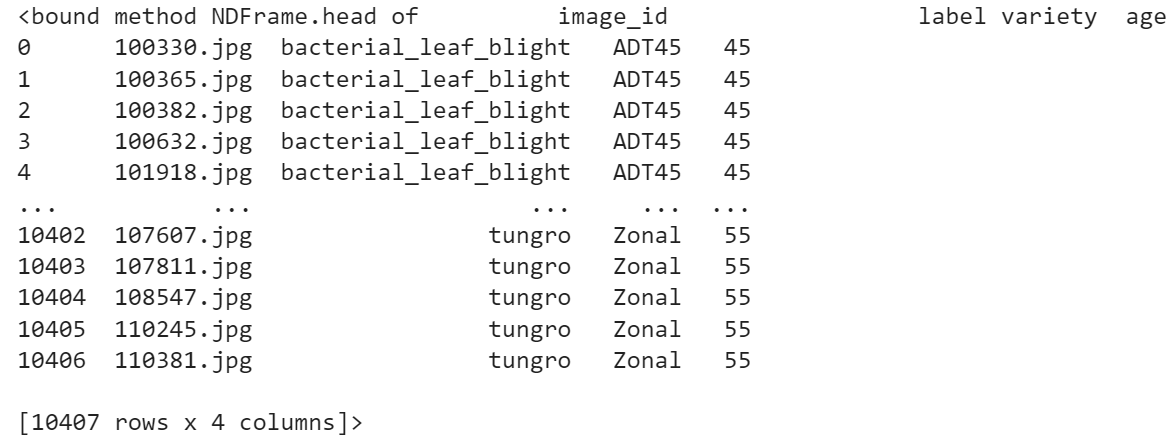 <bound method NDFrame.head of          image_id                  label variety  age
0      100330.jpg  bacterial_leaf_blight   ADT45   45
1      100365.jpg  bacterial_leaf_blight   ADT45   45
2      100382.jpg  bacterial_leaf_blight   ADT45   45
3      100632.jpg  bacterial_leaf_blight   ADT45   45
4      101918.jpg  bacterial_leaf_blight   ADT45   45
...           ...                    ...     ...  ...
10402  107607.jpg                 tungro   Zonal   55
10403  107811.jpg                 tungro   Zonal   55
10404  108547.jpg                 tungro   Zonal   55
10405  110245.jpg                 tungro   Zonal   55
10406  110381.jpg                 tungro   Zonal   55
[10407 rows x 4 columns]>